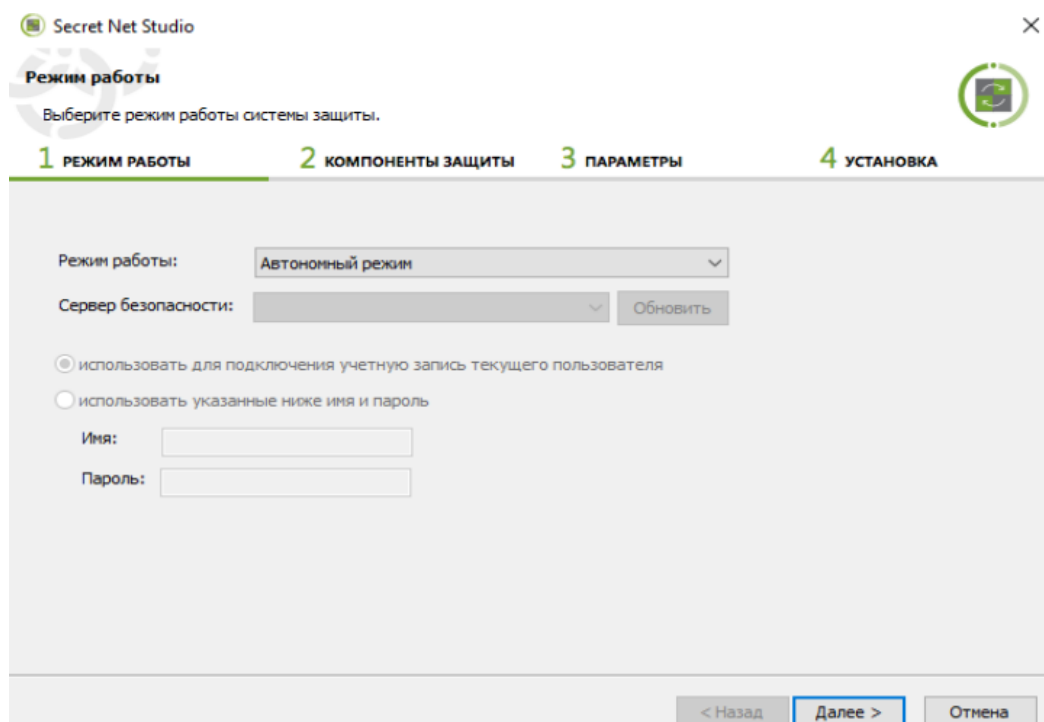 Secret Net Studio
Режим работы
Выберите режим работы системы защиты.
1 РЕЖИМ РАБОТЫ 2 КОМПОНЕНТЫ ЗАЩИТЫ 3 ПАРАМЕТРЫ 4 УСТАНОВКА
Режим работы: Автономный режим
Сервер безопасности: Обновить
использовать для подключения учетную запись текущего пользователя
использовать указанные ниже имя и пароль
Имя:
Пароль:
< Назад Далее > Отмена